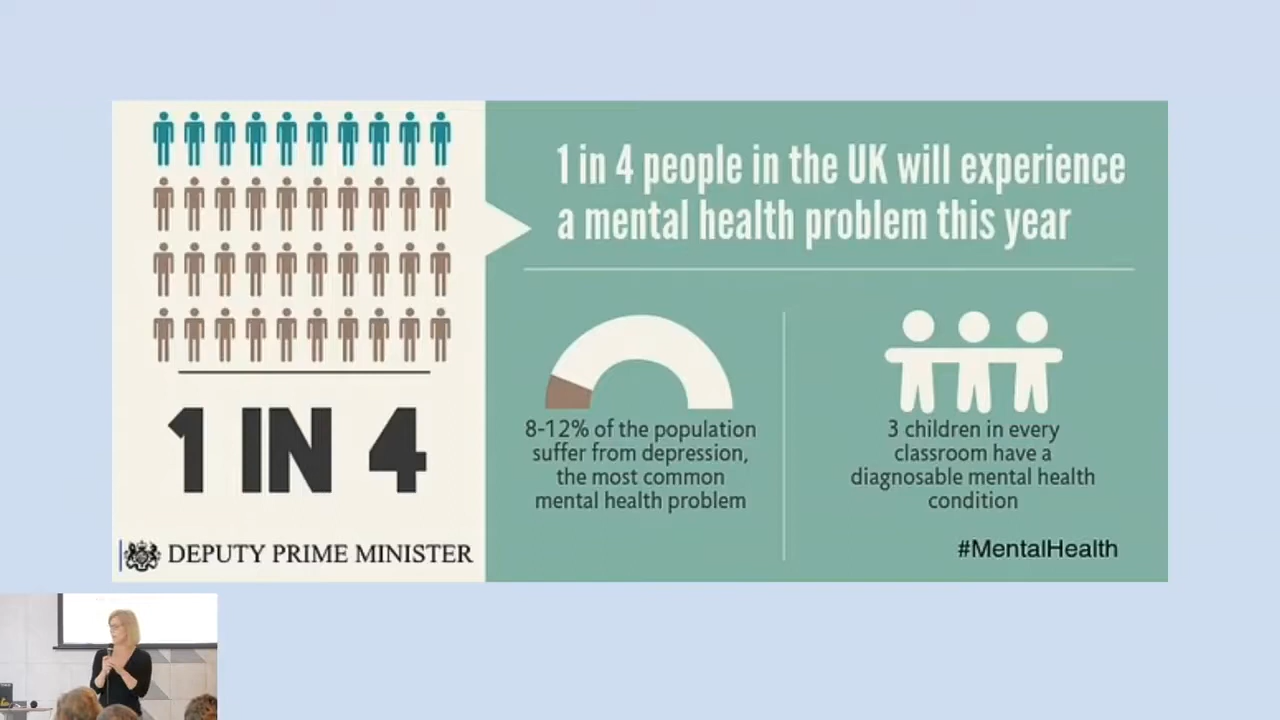 1 in 4 people in the UK will experience
a mental health problem this year
1 IN 4
DEPUTY PRIME MINISTER
8-12% of the population
suffer from depression,
the most common
mental health problem
3 children in every
classroom have a
diagnosable mental health
condition
#MentalHealth